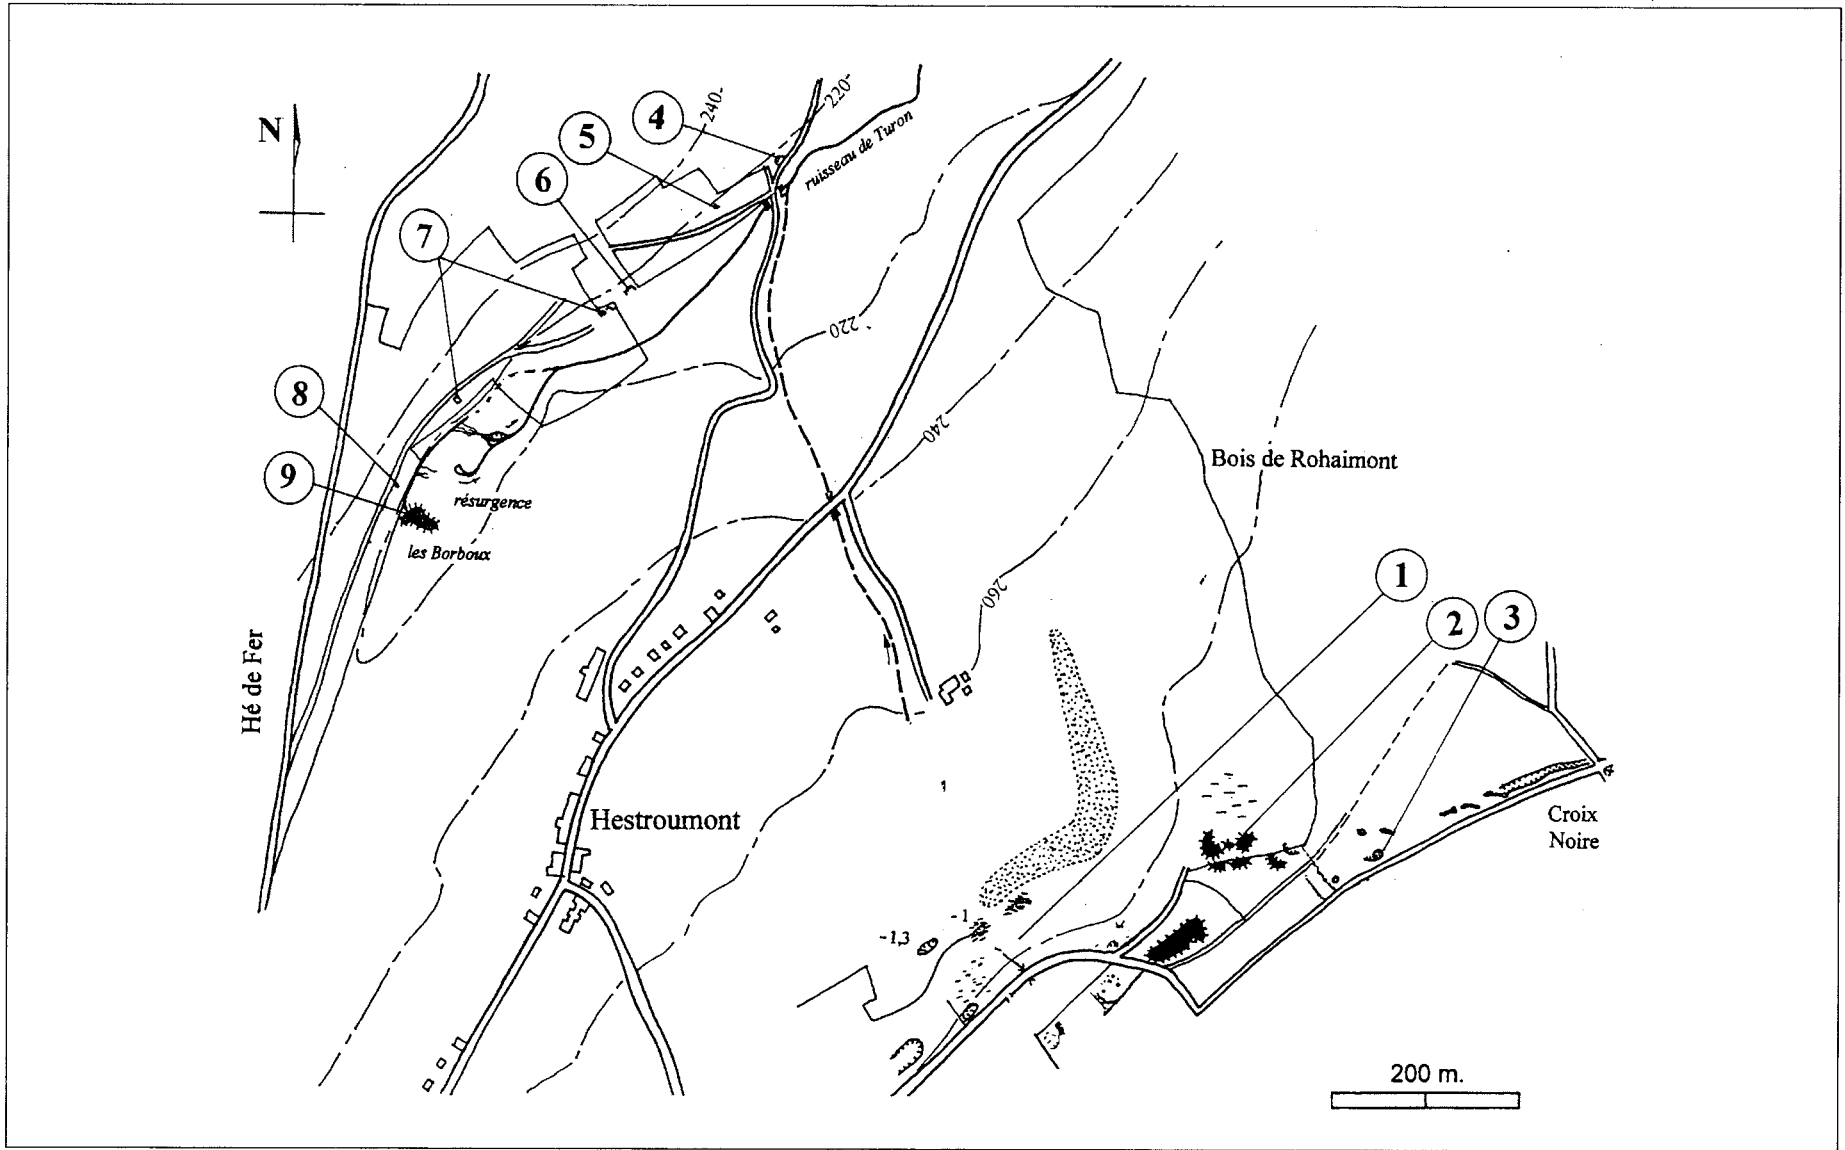 N
4
5
6
7
8
9
240-
220-
ruisseau de Turon
220
240
260
Bois de Rohaimont
résurgence
les Borboux
Hé de Fer
1
2
3
Hestroumont
Croix
Noire
-1
-1,3
200 m.